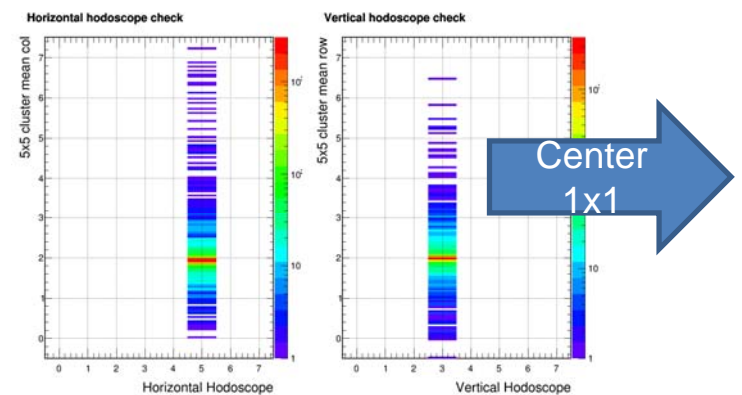 Horizontal hodoscope check
Vertical hodoscope check
5x5 cluster mean col
7
6
5
4
3
2
1
0
0 1 2 3 4 5 6 7
Horizontal Hodoscope
10
1
5x5 cluster mean row
7
6
5
4
3
2
1
0
0 1 2 3 4 5 6 7
Vertical Hodoscope
10
1
Center
1x1